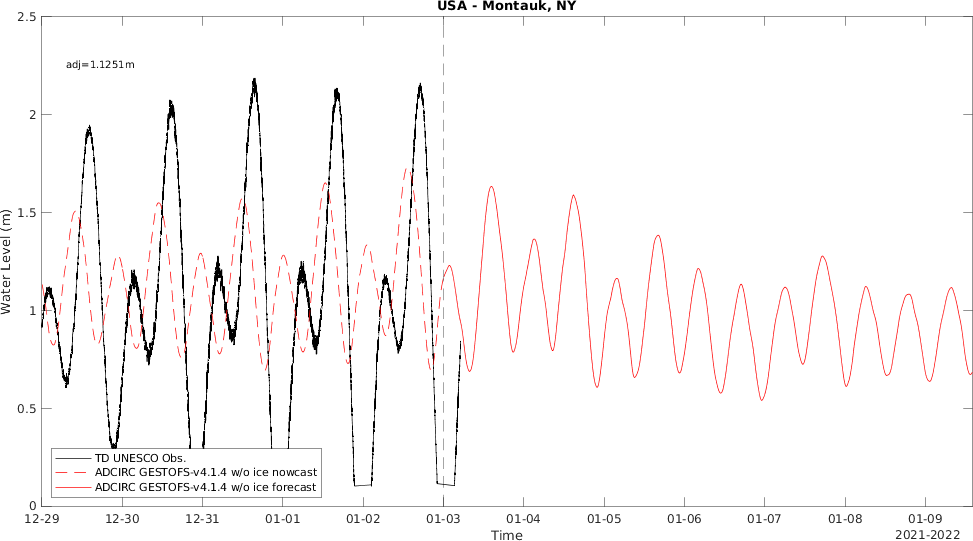 USA - Montauk, NY
2.5
adj=1.1251m
2
1.5
Water Level (m)
1
0.5
TD UNESCO Obs.
ADCIRC GESTOFS-v4.1.4 w/o ice nowcast
ADCIRC GESTOFS-v4.1.4 w/o ice forecast
0
12-29 12-30 12-31 01-01 01-02 01-03 01-04 01-05 01-06 01-07 01-08 01-09
Time
2021-2022